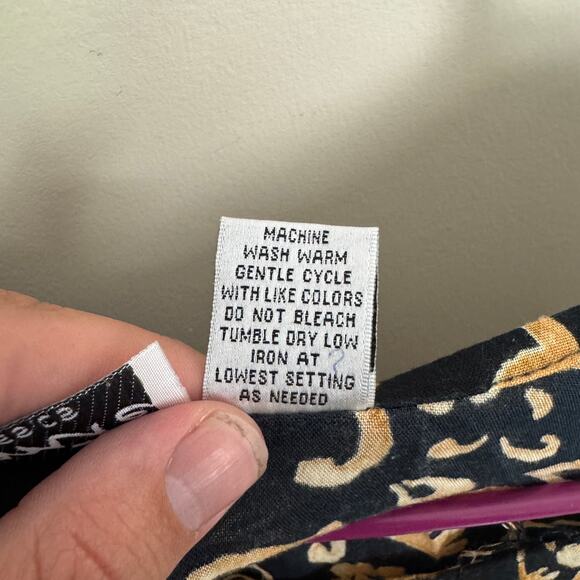 MACHINE
WASH WARM
GENTLE CYCLE
WITH LIKE COLORS
DO NOT BLEACH
TUMBLE DRY LOW
IRON AT ?
LOWEST SETTING
AS NEEDED